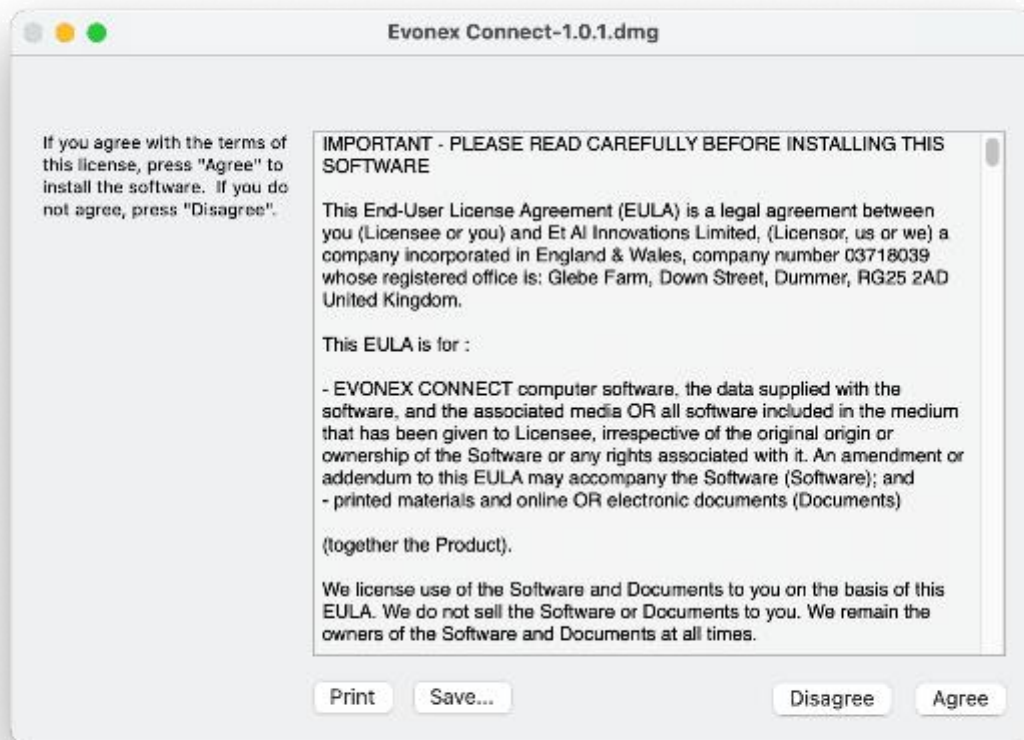 Evonex Connect-1.0.1.dmg
If you agree with the terms of
this license, press "Agree" to
install the software.  If you do
not agree, press "Disagree".
IMPORTANT - PLEASE READ CAREFULLY BEFORE INSTALLING THIS
SOFTWARE
This End-User License Agreement (EULA) is a legal agreement between
you (Licensee or you) and Et Al Innovations Limited, (Licensor, us or we) a
company incorporated in England & Wales, company number 03718039
whose registered office is: Glebe Farm, Down Street, Dummer, RG25 2AD
United Kingdom.
This EULA is for :
- EVONEX CONNECT computer software, the data supplied with the
software, and the associated media OR all software included in the medium
that has been given to Licensee, irrespective of the original origin or
ownership of the Software or any rights associated with it. An amendment or
addendum to this EULA may accompany the Software (Software); and
- printed materials and online OR electronic documents (Documents)
(together the Product).
We license use of the Software and Documents to you on the basis of this
EULA. We do not sell the Software or Documents to you. We remain the
owners of the Software and Documents at all times.
Print
Save...
Disagree
Agree